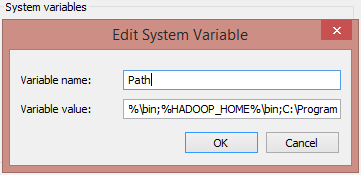 System variables
Edit System Variable
Variable name:
Path
Variable value:
%\bin;%HADOOP_HOME%\bin;C:\Program
OK
Cancel